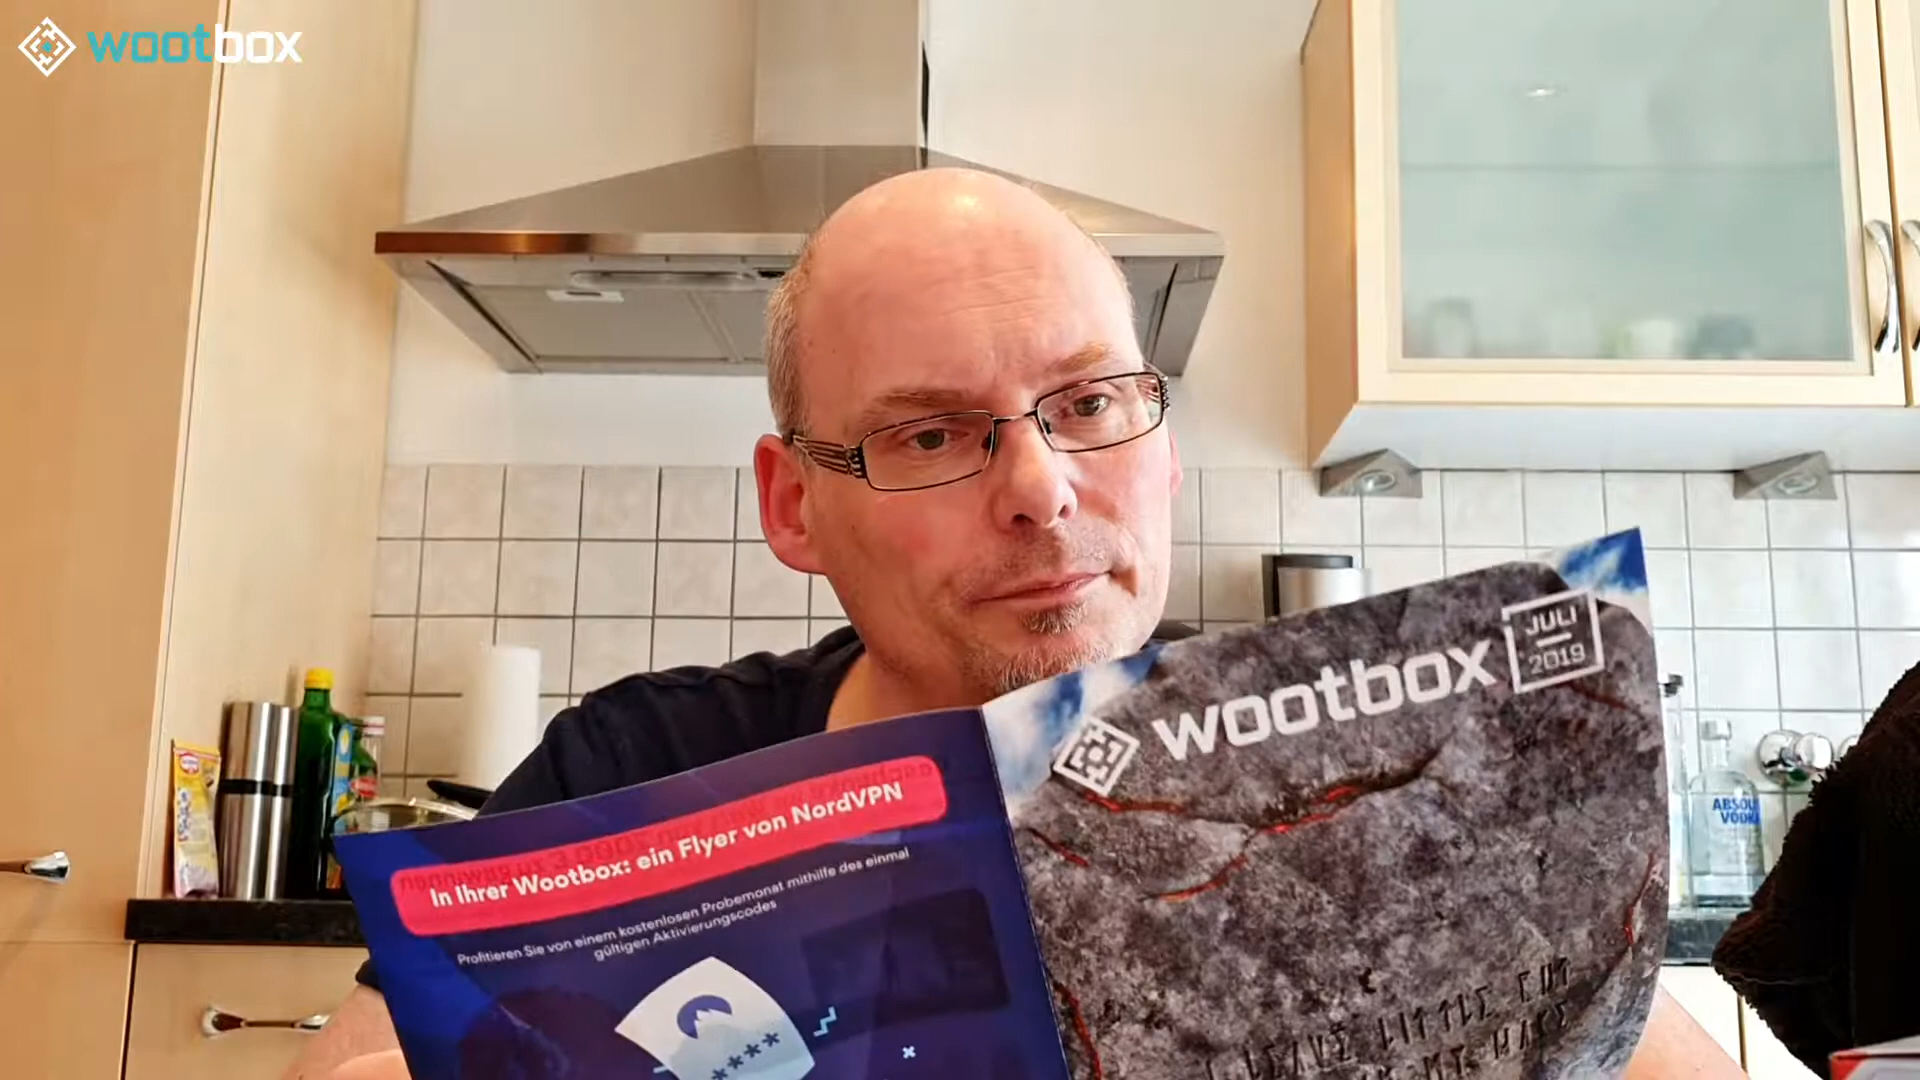 wootbox
wootbox
JULI
2019
In Ihrer Wootbox: ein Flyer von NordVPN
Profitieren Sie von einem kostenlosen Probemonat mithilfe des einmal
gültigen Aktivierungscodes
****
ABSOLUT
VODKA